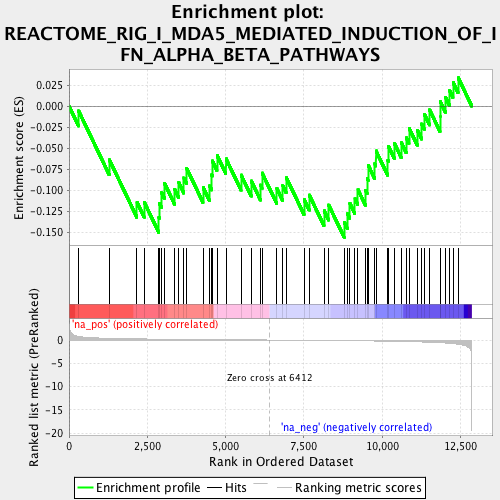 Enrichment plot:
REACTOME_RIG_I_MDA5_MEDIATED_INDUCTION_OF_I
FN_ALPHA_BETA_PATHWAYS
Enrichment score (ES)
0.025
0.000
-0.025
-0.050
-0.075
-0.100
-0.125
-0.150
'na_pos' (positively correlated)
Ranked list metric (PreRanked)
0
-5
-10
-15
-20
Zero cross at 6412
'na_neg' (negatively correlated)
0
2,500
5,000
7,500
10,000
12,500
Rank in Ordered Dataset
Enrichment profile
Hits
Ranking metric scores